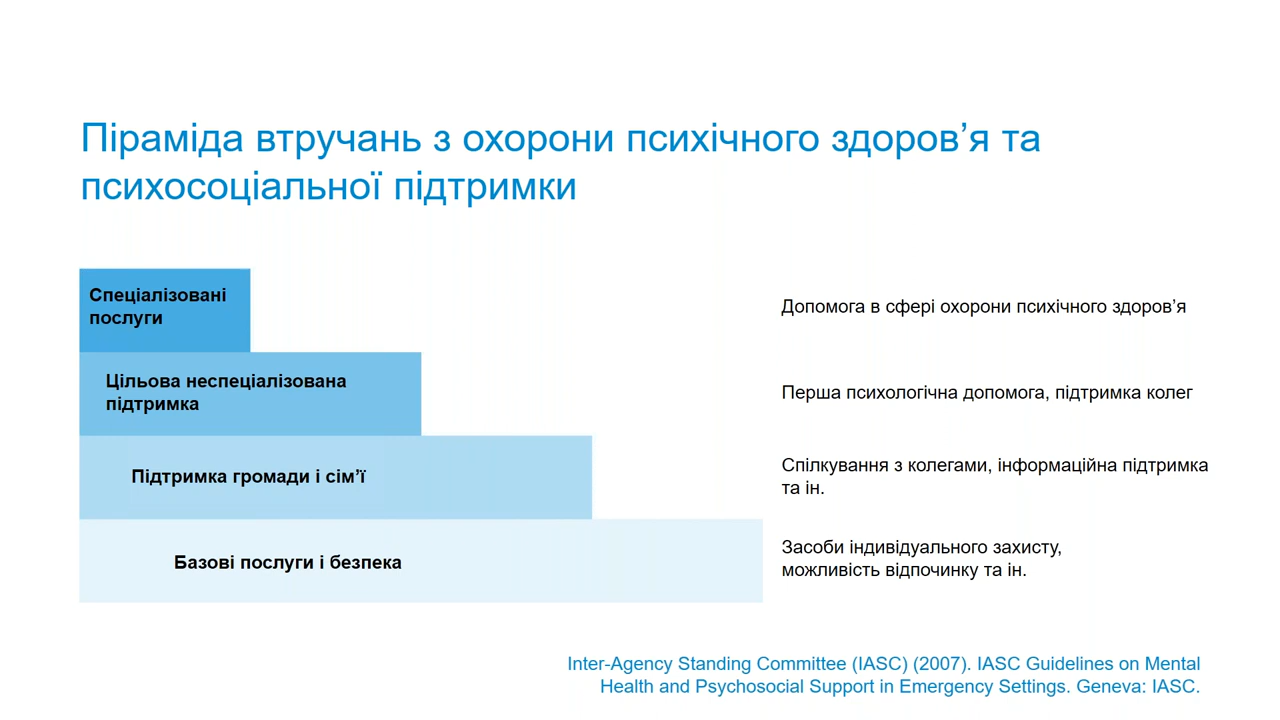 Піраміда втручань з охорони психічного здоров’я та
психосоціальної підтримки
Спеціалізовані
послуги
Допомога в сфері охорони психічного здоров’я
Цільова неспеціалізована
підтримка
Перша психологічна допомога, підтримка колег
Підтримка громади і сім’ї
Спілкування з колегами, інформаційна підтримка
та ін.
Базові послуги і безпека
Засоби індивідуального захисту,
можливість відпочинку та ін.
Inter-Agency Standing Committee (IASC) (2007). IASC Guidelines on Mental
Health and Psychosocial Support in Emergency Settings. Geneva: IASC.